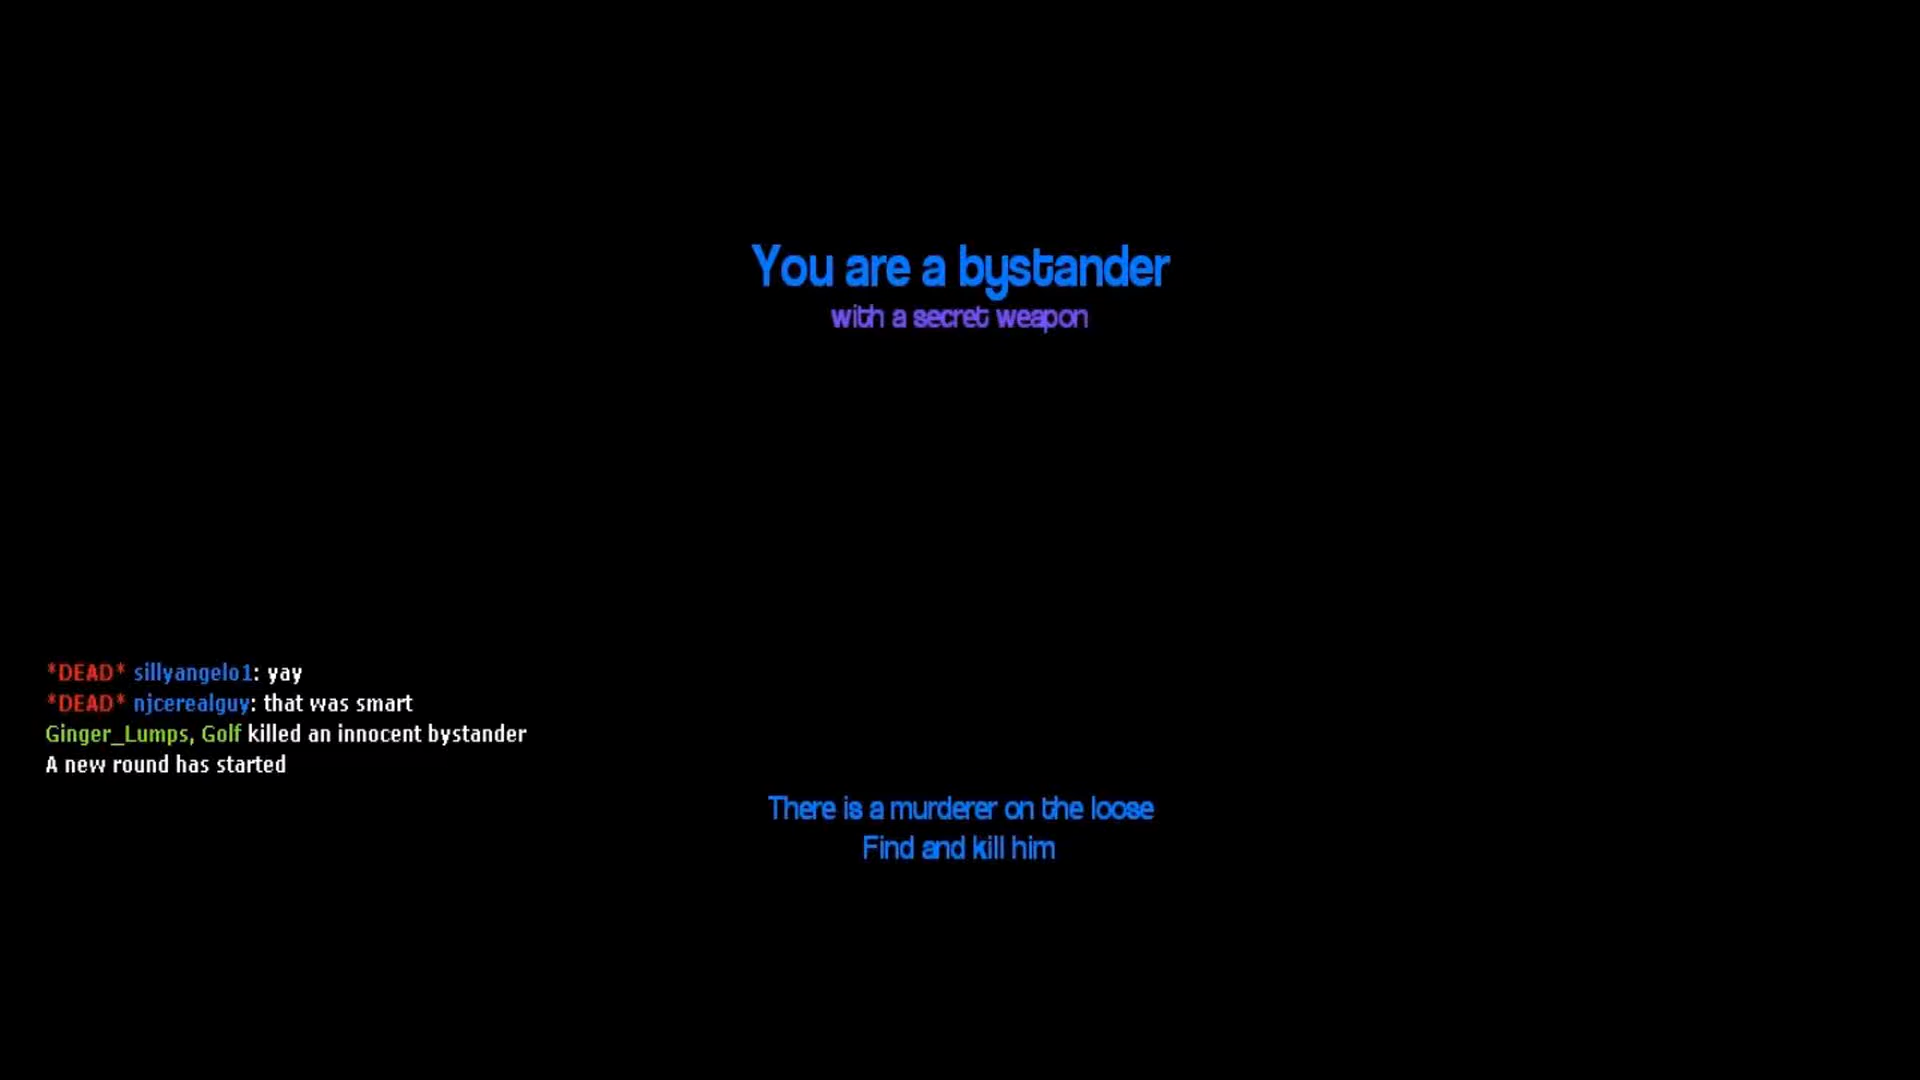 You are a bystander
with a secret weapon
*DEAD* sillyangelo1: yay
*DEAD* njcerealguy: that was smart
Ginger_Lumps, Golf killed an innocent bystander
A new round has started
There is a murderer on the loose
Find and kill him